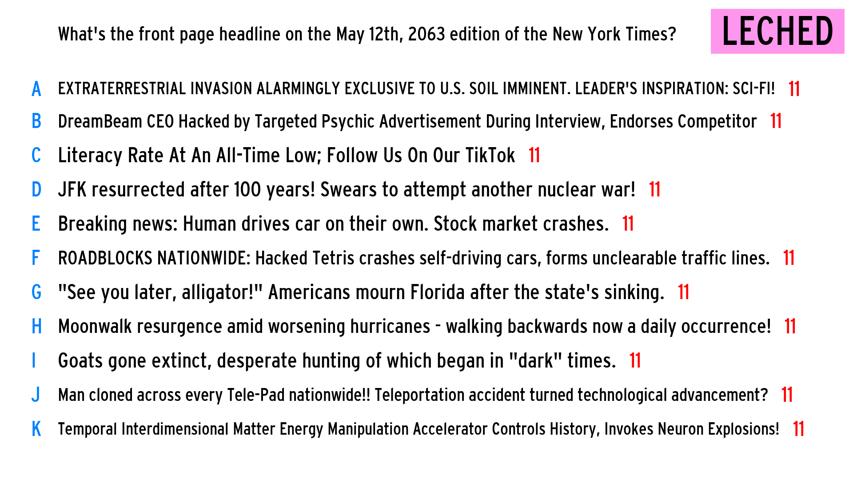 What's the front page headline on the May 12th, 2063 edition of the New York Times?
LECHED
A EXTRATERRESTRIAL INVASION ALARMINGLY EXCLUSIVE TO U.S. SOIL IMMINENT. LEADER'S INSPIRATION: SCI-FI! 11
B DreamBeam CEO Hacked by Targeted Psychic Advertisement During Interview, Endorses Competitor 11
C Literacy Rate At An All-Time Low; Follow Us On Our TikTok 11
D JFK resurrected after 100 years! Swears to attempt another nuclear war! 11
E Breaking news: Human drives car on their own. Stock market crashes. 11
F ROADBLOCKS NATIONWIDE: Hacked Tetris crashes self-driving cars, forms unclearable traffic lines. 11
G "See you later, alligator!" Americans mourn Florida after the state's sinking. 11
H Moonwalk resurgence amid worsening hurricanes - walking backwards now a daily occurrence! 11
I Goats gone extinct, desperate hunting of which began in "dark" times. 11
J Man cloned across every Tele-Pad nationwide!! Teleportation accident turned technological advancement? 11
K Temporal Interdimensional Matter Energy Manipulation Accelerator Controls History, Invokes Neuron Explosions! 11